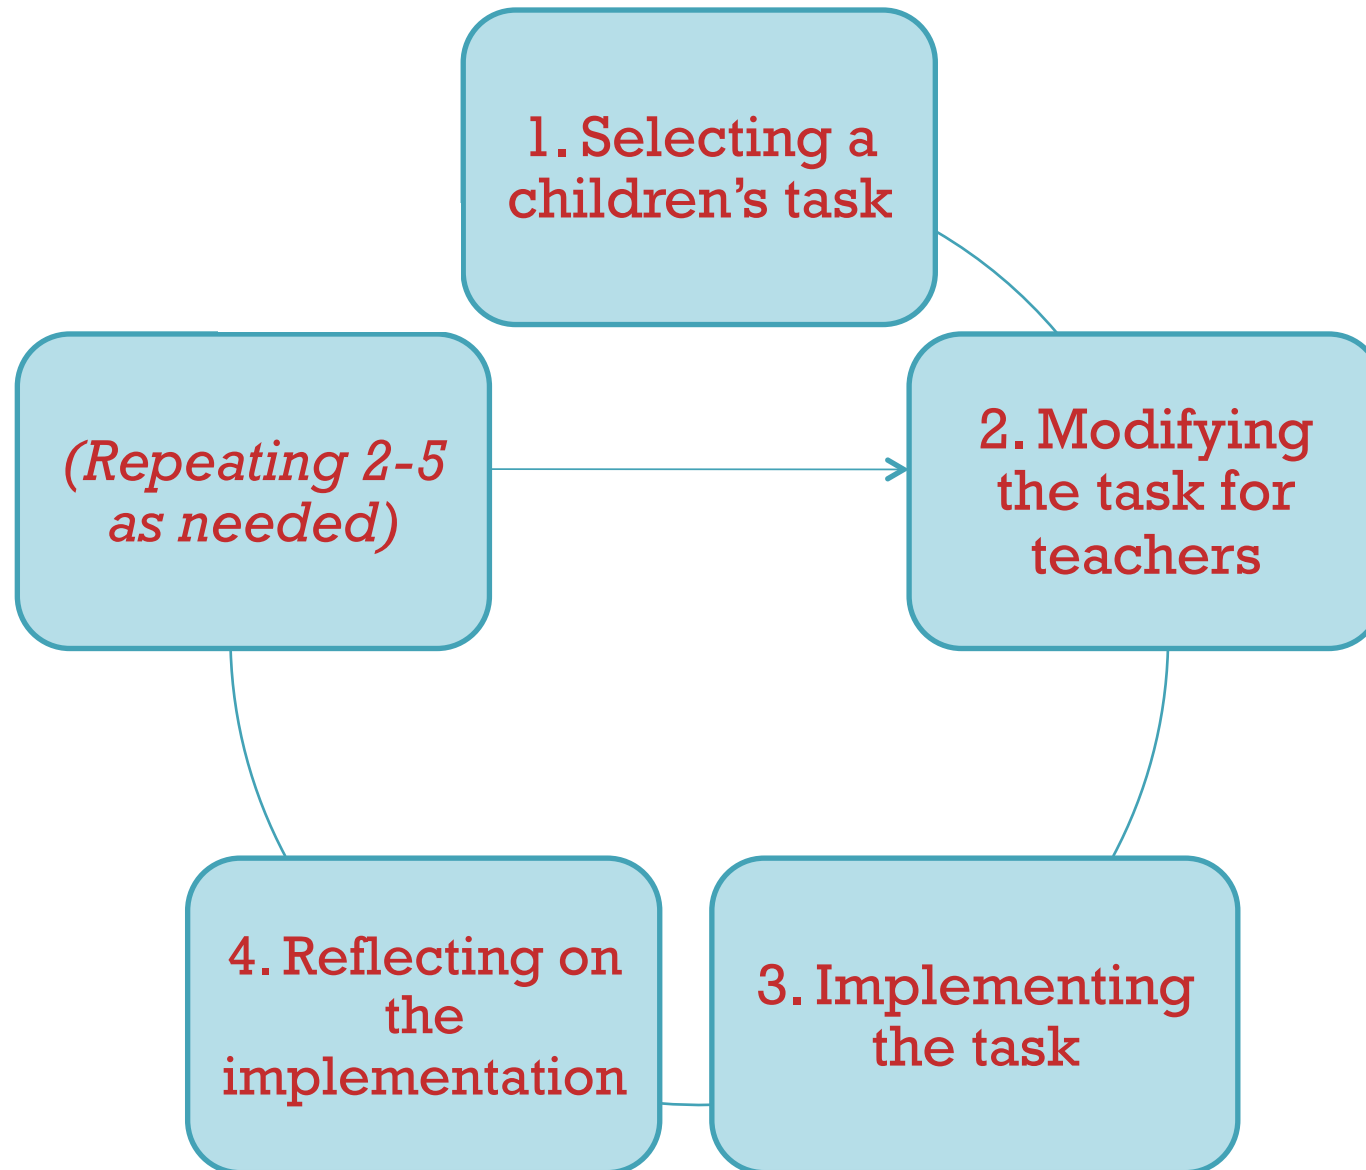 1. Selecting a
children’s task
2. Modifying
the task for
teachers
3. Implementing
the task
4. Reflecting on
the
implementation
(Repeating 2-5
as needed)